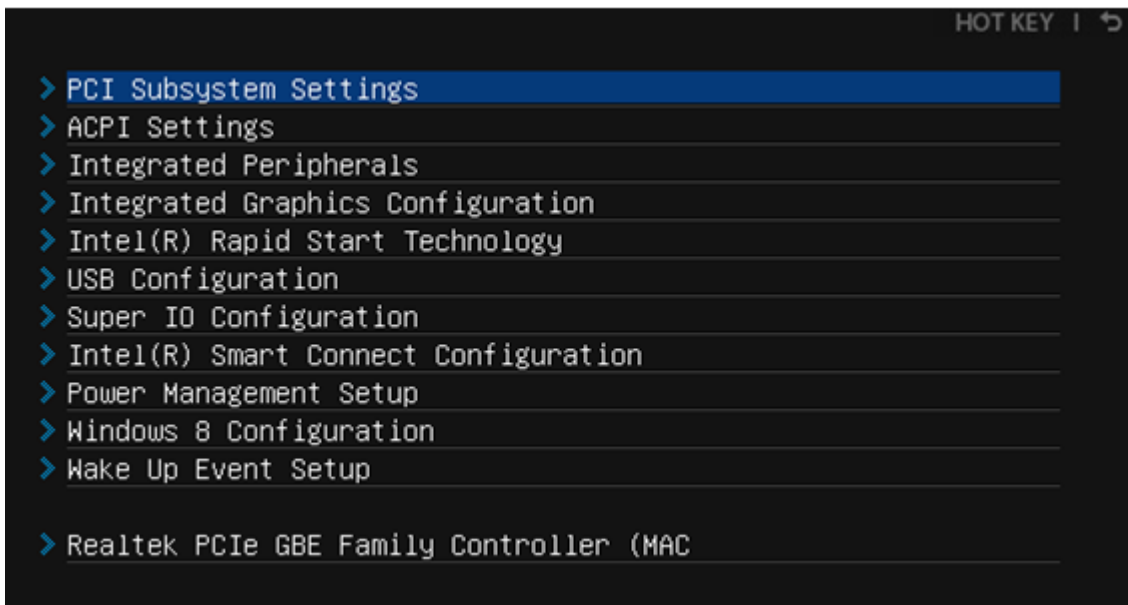 HOT KEY |
PCI Subsystem Settings
ACPI Settings
Integrated Peripherals
Integrated Graphics Configuration
Intel(R) Rapid Start Technology
USB Configuration
Super IO Configuration
Intel(R) Smart Connect Configuration
Power Management Setup
Windows 8 Configuration
Wake Up Event Setup
Realtek PCIe GBE Family Controller (MAC